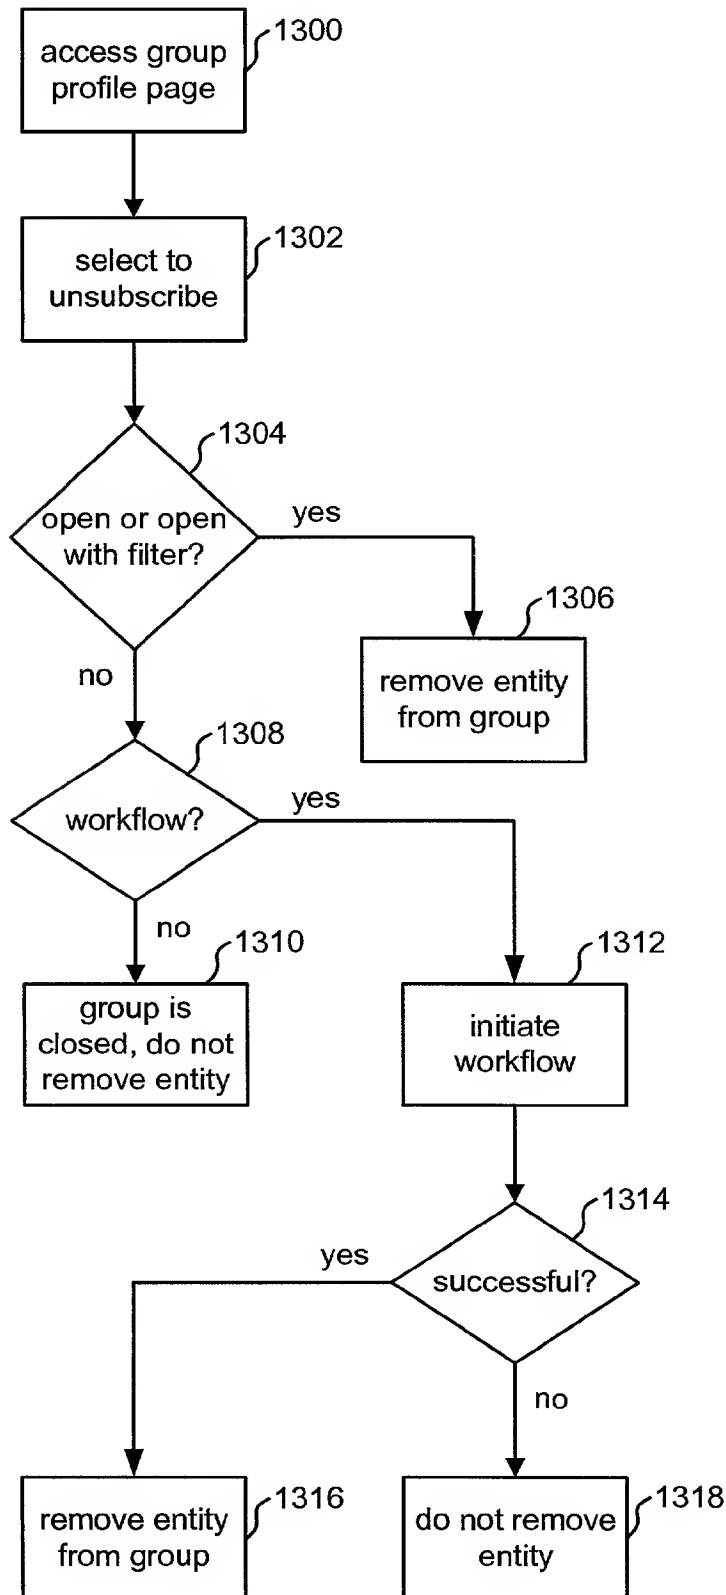 1300
access group
profile page
1302
select to
unsubscribe
1304
open or open
with filter?
yes
1306
remove entity
from group
no
1308
workflow?
yes
no
1310
group is
closed, do not
remove entity
1312
initiate
workflow
1314
successful?
yes
no
1316
remove entity
from group
1318
do not remove
entity